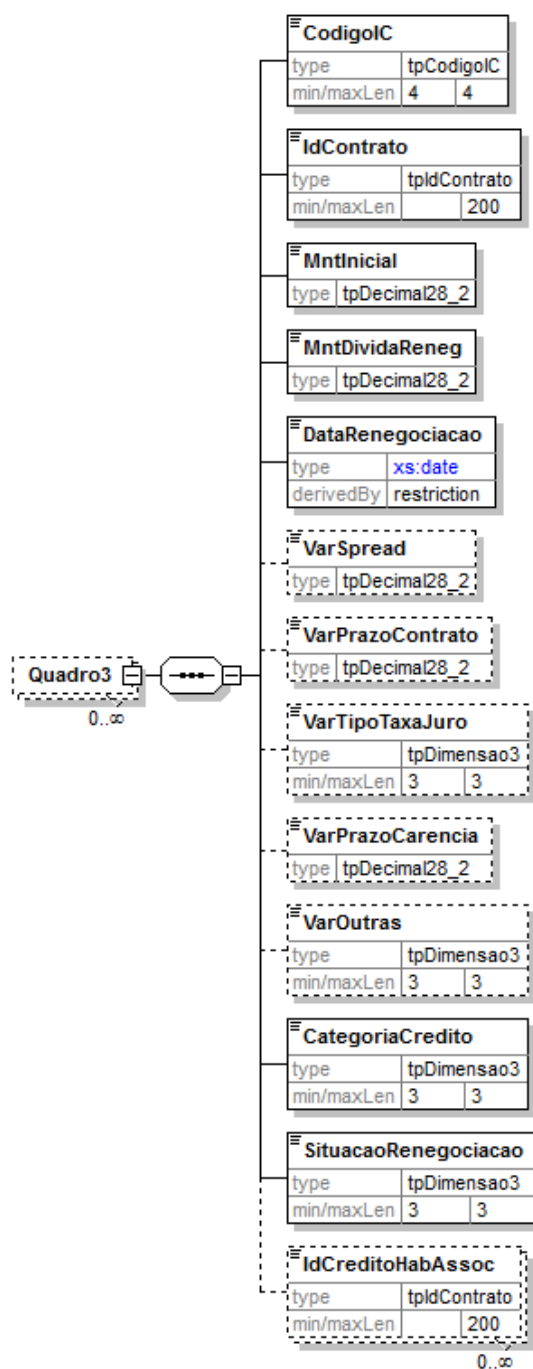 CodigoIC
type tpCodigoIC
min/maxLen 4 4
IdContrato
type tpIdContrato
min/maxLen 200
MntInicial
type tpDecimal28_2
MntDividaReneg
type tpDecimal28_2
DataRenegociacao
type xs:date
derivedBy restriction
VarSpread
type tpDecimal28_2
VarPrazoContrato
type tpDecimal28_2
Quadro3
0..∞
VarTipoTaxaJuro
type tpDimensao3
min/maxLen 3 3
VarPrazoCarencia
type tpDecimal28_2
VarOutras
type tpDimensao3
min/maxLen 3 3
CategoriaCredito
type tpDimensao3
min/maxLen 3 3
SituacaoRenegociacao
type tpDimensao3
min/maxLen 3 3
IdCreditoHabAssoc
type tpIdContrato
min/maxLen 200
0..∞